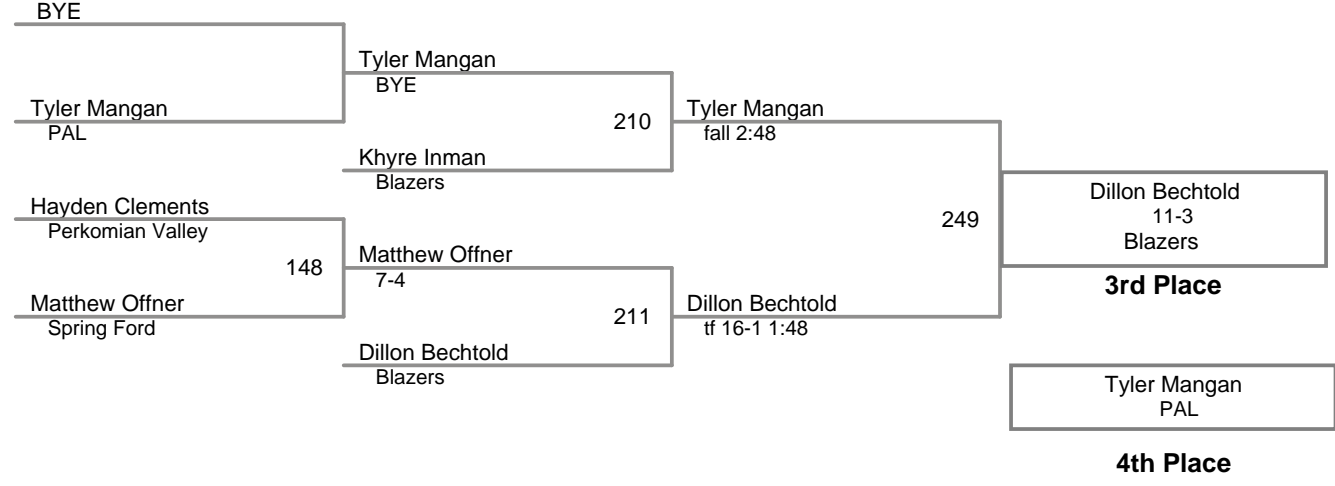 BYE
Tyler Mangan
BYE
Tyler Mangan
PAL
210
Tyler Mangan
fall 2:48
Khyre Inman
Blazers
Hayden Clements
Perkomian Valley
148
Matthew Offner
7-4
Matthew Offner
Spring Ford
211
Dillon Bechtold
tf 16-1 1:48
Dillon Bechtold
Blazers
249
Dillon Bechtold
11-3
Blazers
3rd Place
Tyler Mangan
PAL
4th Place